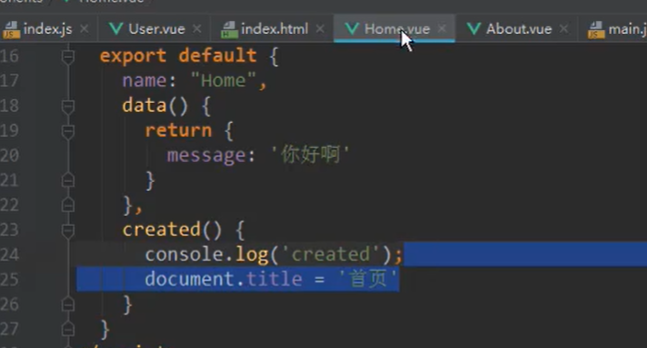 index.js User.vue index.html Home.vue About.vue main.j
16 export default {
17 name: "Home",
18 data() {
19 return {
20 message: '你好啊'
21 }
22 },
23 created() {
24 console.log('created');
25 document.title = '首页'
26 }
27 }